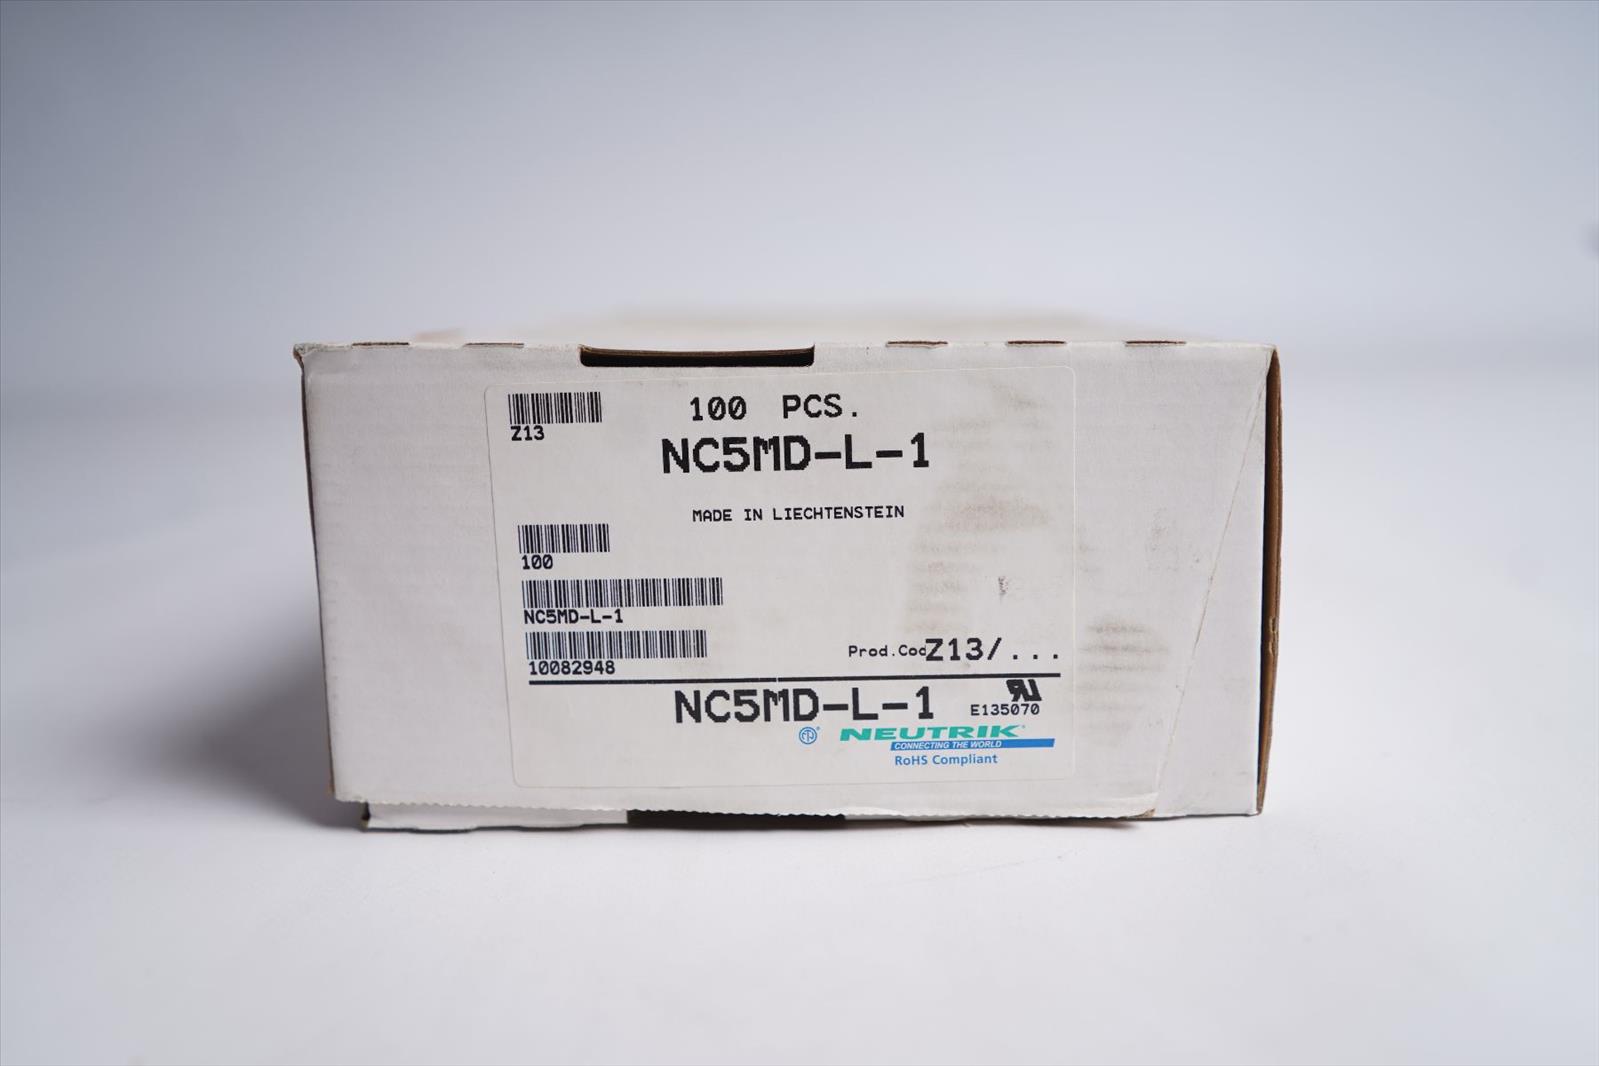 100 PCS.
Z13
NC5MD-L-1
MADE IN LIECHTENSTEIN
100
NC5MD-L-1
10082948
Prod.Cod Z13/...
NC5MD-L-1
E135070
NEUTRIK
CONNECTING THE WORLD
RoHS Compliant